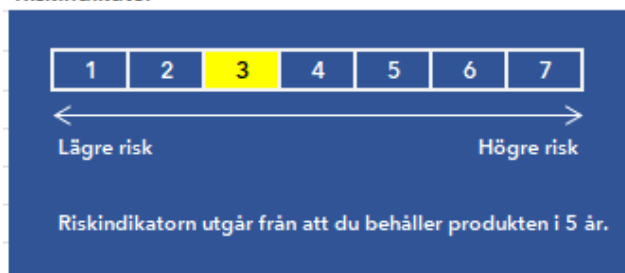 1 2 3 4 5 6 7
Lägre risk Högre risk
Riskindikatorn utgår från att du behåller produkten i 5 år.